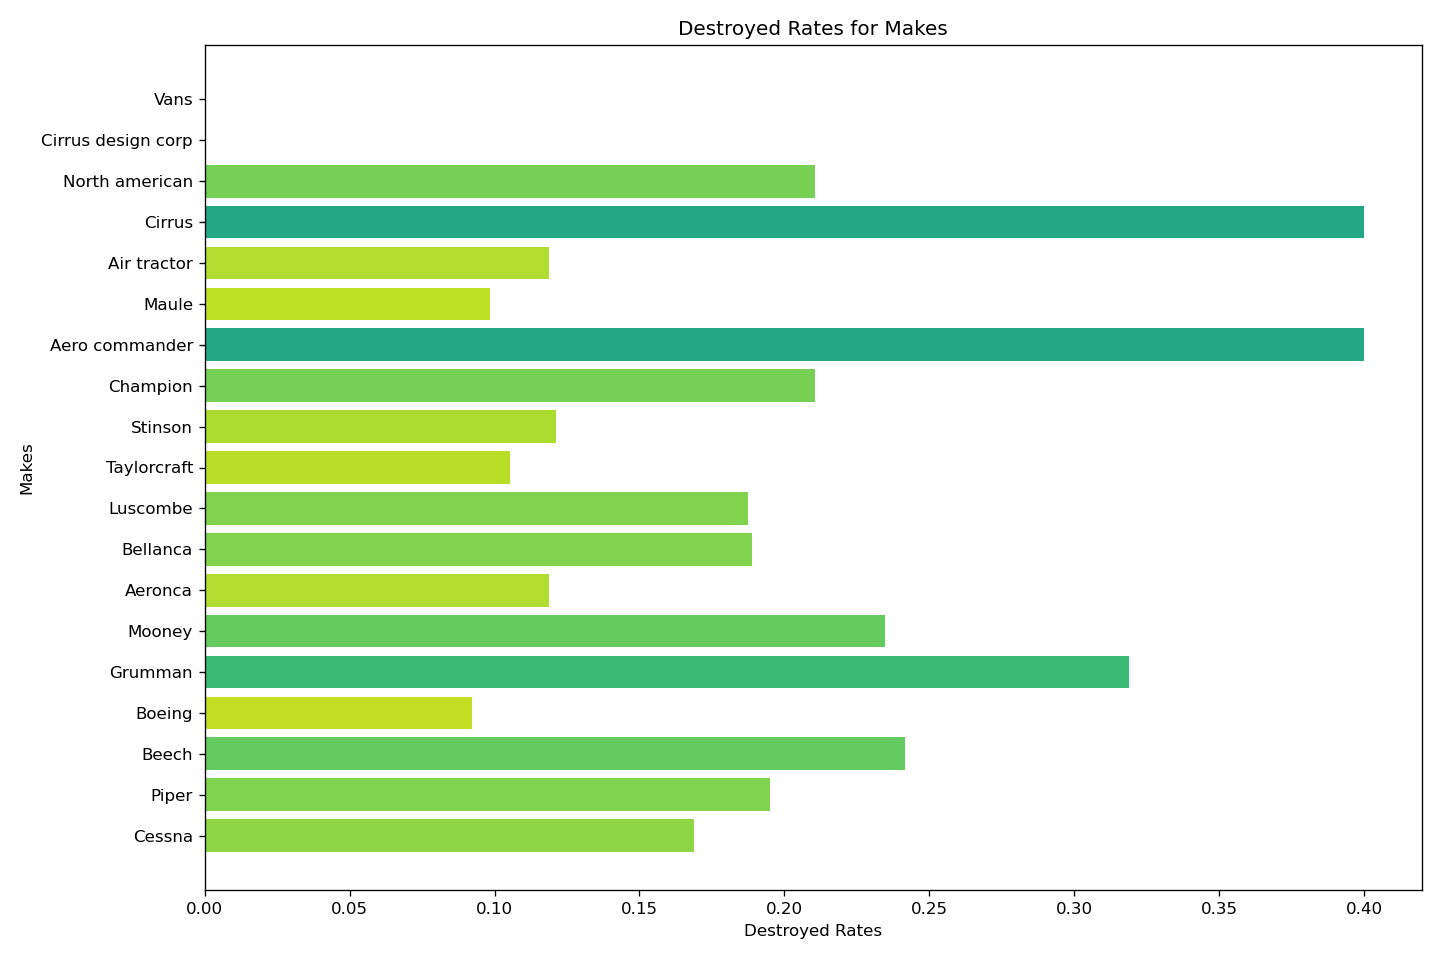 Destroyed Rates for Makes
Vans
Cirrus design corp
North american
Cirrus
Air tractor
Maule
Aero commander
Champion
Stinson
Taylorcraft
Luscombe
Bellanca
Aeronca
Mooney
Grumman
Boeing
Beech
Piper
Cessna
Makes
0.00 0.05 0.10 0.15 0.20 0.25 0.30 0.35 0.40
Destroyed Rates